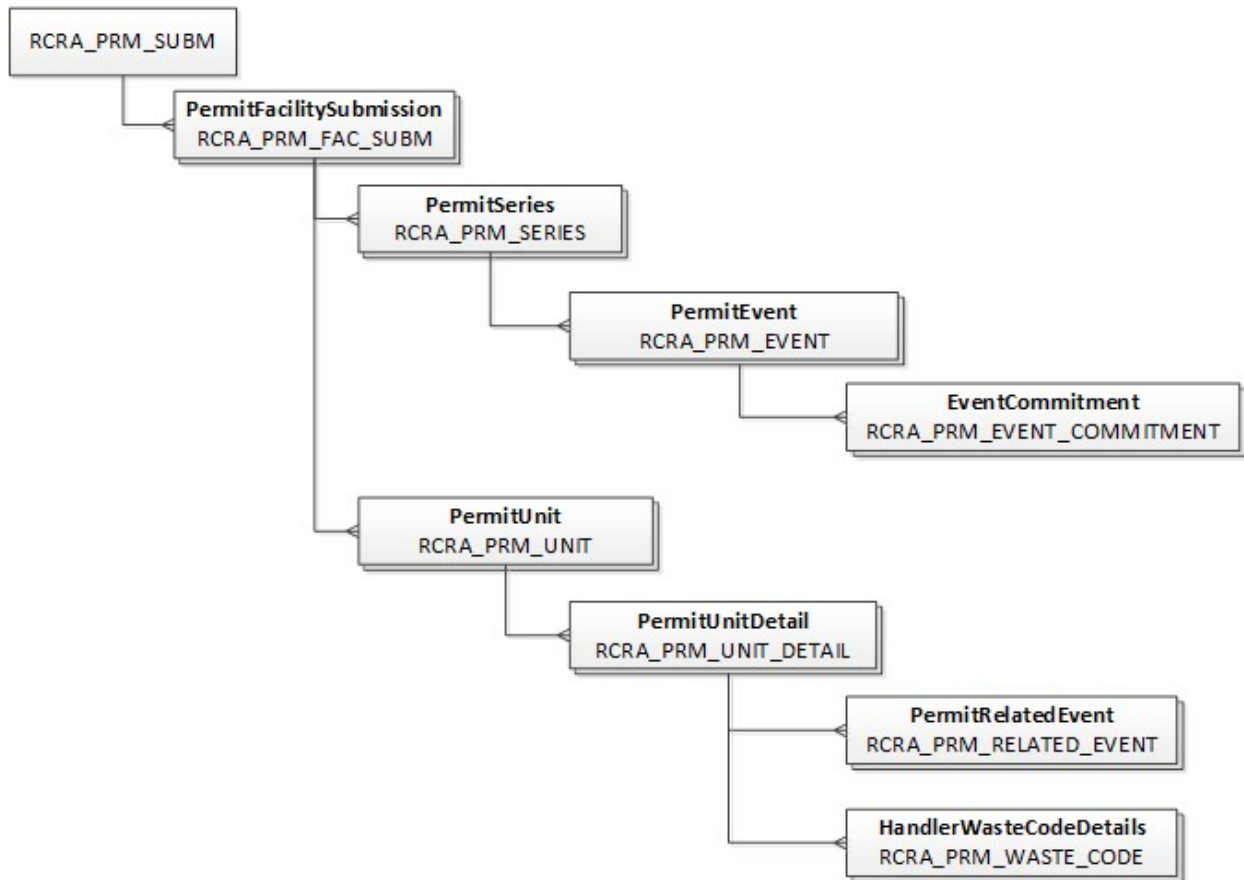 RCRA_PRM_SUBM
PermitFacilitySubmission
RCRA_PRM_FAC_SUBM
PermitSeries
RCRA_PRM_SERIES
PermitEvent
RCRA_PRM_EVENT
EventCommitment
RCRA_PRM_EVENT_COMMITMENT
PermitUnit
RCRA_PRM_UNIT
PermitUnitDetail
RCRA_PRM_UNIT_DETAIL
PermitRelatedEvent
RCRA_PRM_RELATED_EVENT
HandlerWasteCodeDetails
RCRA_PRM_WASTE_CODE